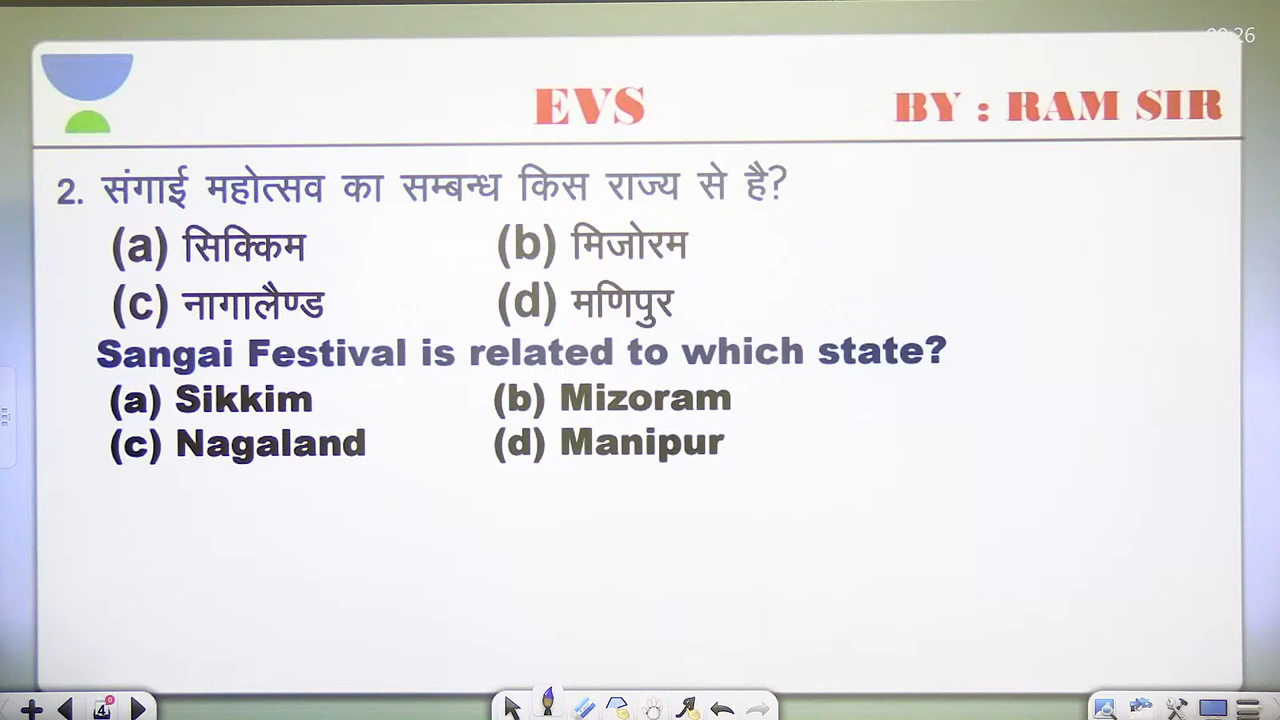 EVS
BY : RAM SIR
2. संगाई महोत्सव का सम्बन्ध किस राज्य से है?
(a) सिक्किम (b) मिजोरम
(c) नागालैण्ड (d) मणिपुर
Sangai Festival is related to which state?
(a) Sikkim (b) Mizoram
(c) Nagaland (d) Manipur
4